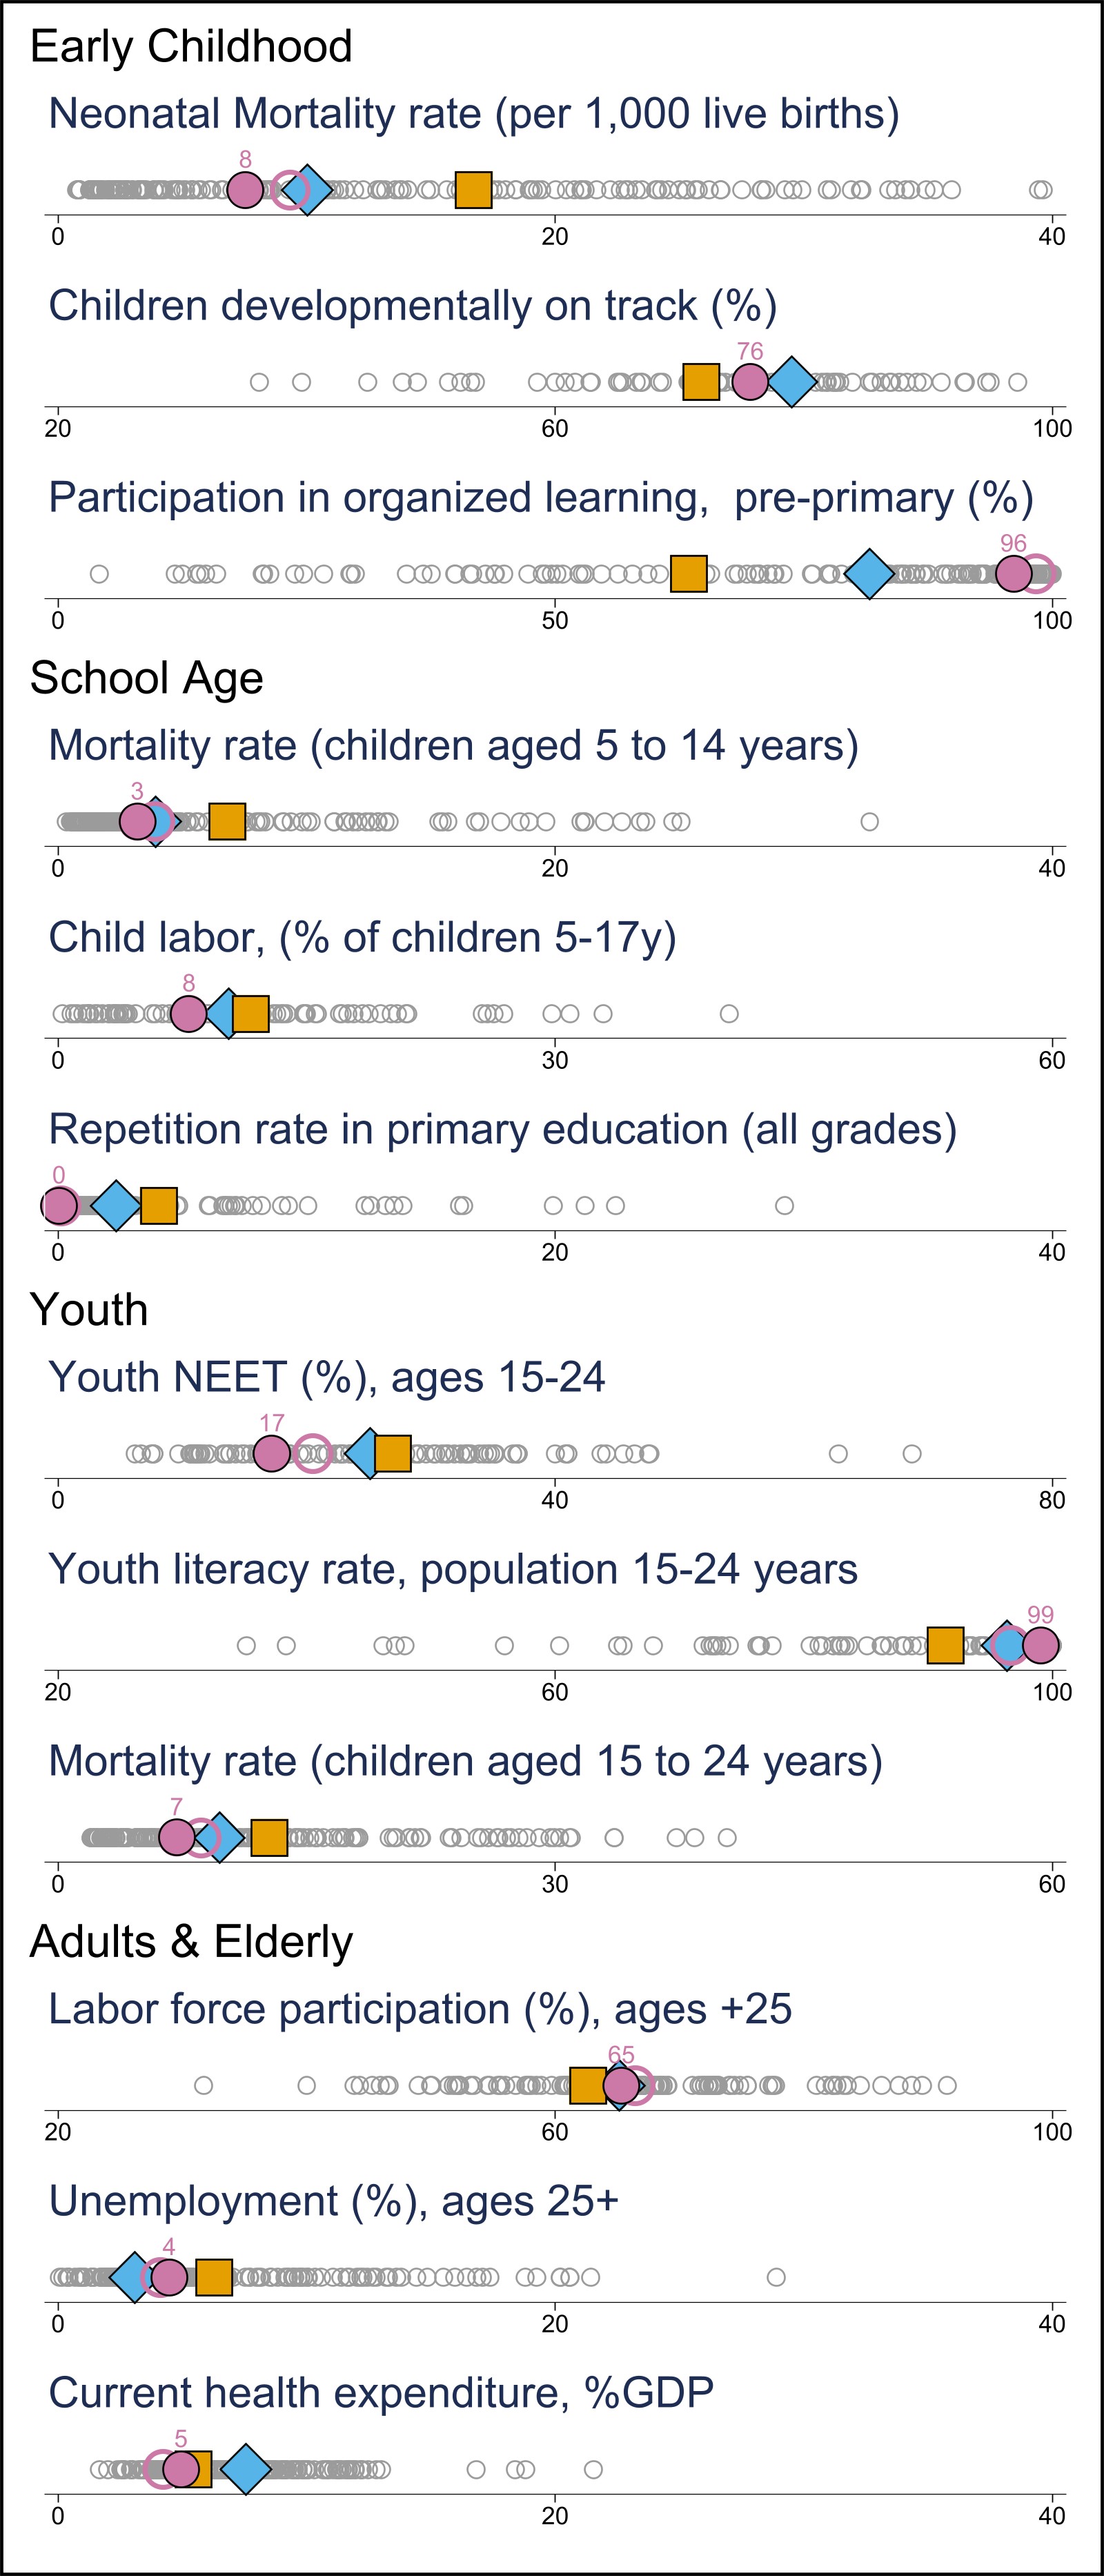 Early Childhood
Neonatal Mortality rate (per 1,000 live births)
8
0 20 40
Children developmentally on track (%)
76
20 60 100
Participation in organized learning,  pre-primary (%)
96
0 50 100
School Age
Mortality rate (children aged 5 to 14 years)
3
0 20 40
Child labor, (% of children 5-17y)
8
0 30 60
Repetition rate in primary education (all grades)
0
0 20 40
Youth
Youth NEET (%), ages 15-24
17
0 40 80
Youth literacy rate, population 15-24 years
99
20 60 100
Mortality rate (children aged 15 to 24 years)
7
0 30 60
Adults & Elderly
Labor force participation (%), ages +25
65
20 60 100
Unemployment (%), ages 25+
4
0 20 40
Current health expenditure, %GDP
5
0 20 40